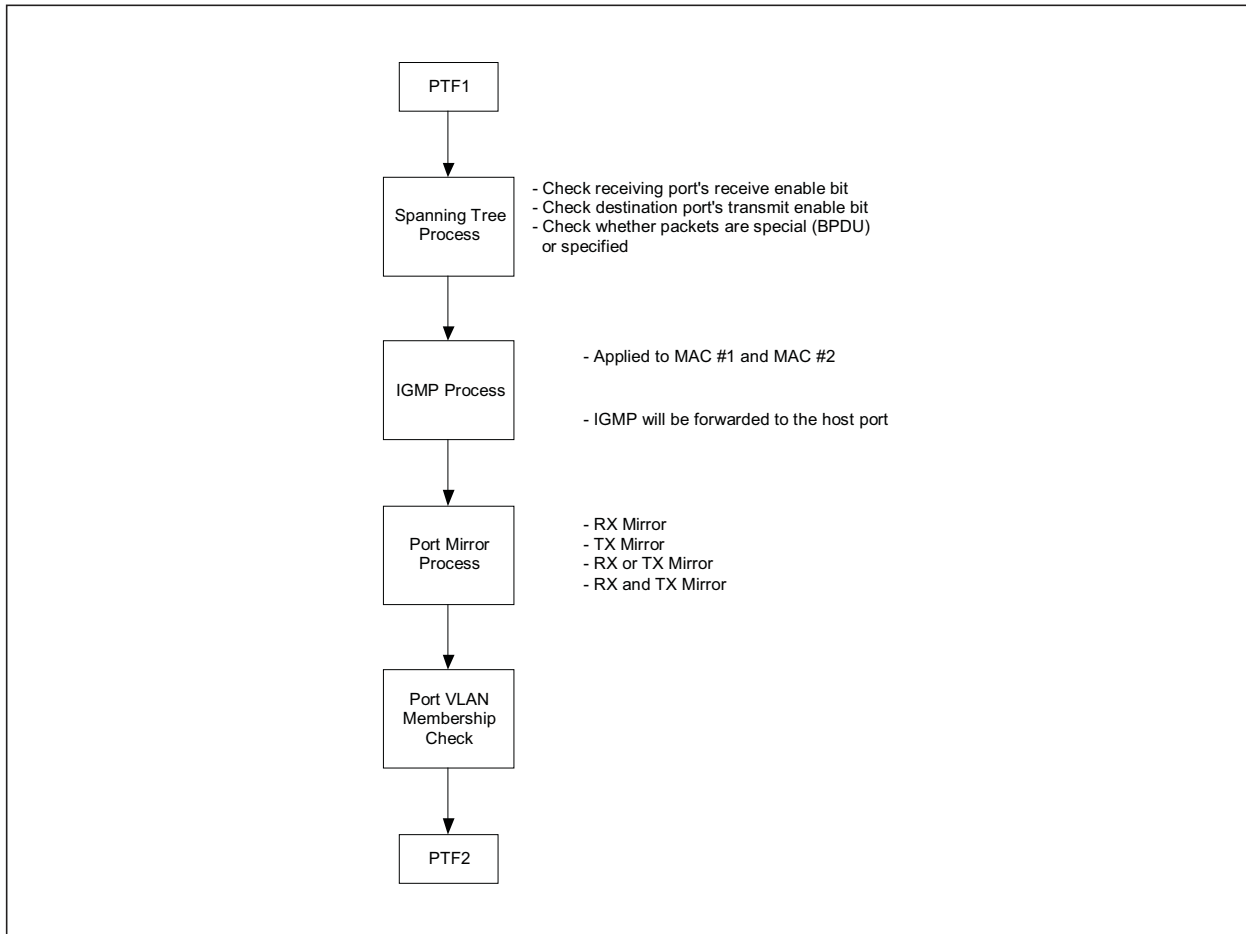 PTF1
Spanning Tree
Process
- Check receiving port's receive enable bit
- Check destination port's transmit enable bit
- Check whether packets are special (BPDU)
or specified
IGMP Process
- Applied to MAC #1 and MAC #2
- IGMP will be forwarded to the host port
Port Mirror
Process
- RX Mirror
- TX Mirror
- RX or TX Mirror
- RX and TX Mirror
Port VLAN
Membership
Check
PTF2